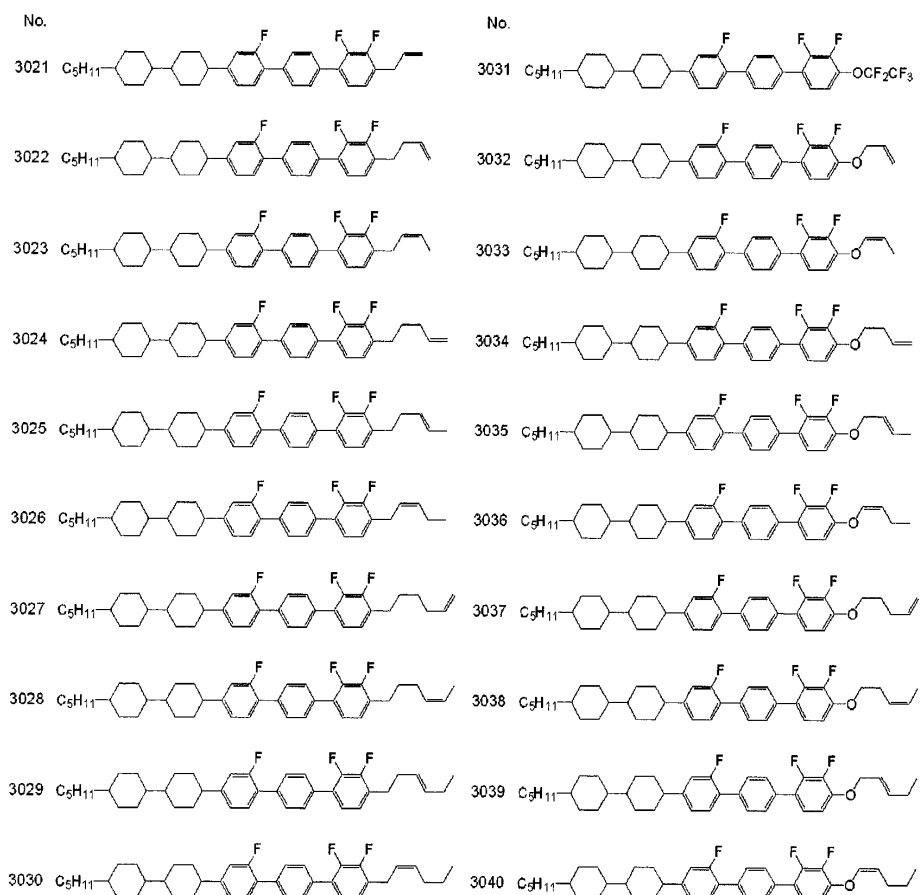 No.
3021 C5H11 F F F
3022 C5H11 F F F
3023 C5H11 F F F
3024 C5H11 F F F
3025 C5H11 F F F
3026 C5H11 F F F
3027 C5H11 F F F
3028 C5H11 F F F
3029 C5H11 F F F
3030 C5H11 F F F
No.
3031 C5H11 F F F OCF2CF3
3032 C5H11 F F F O
3033 C5H11 F F F O
3034 C5H11 F F F O
3035 C5H11 F F F O
3036 C5H11 F F F O
3037 C5H11 F F F O
3038 C5H11 F F F O
3039 C5H11 F F F O
3040 C5H11 F F F O